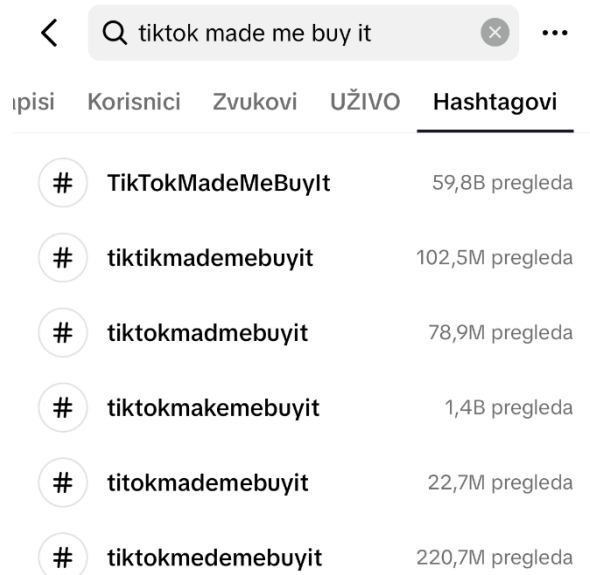 tiktok made me buy it
Korisnici Zvukovi UŽIVO Hashtagovi
# TikTokMadeMeBuyIt 59,8B pregleda
# tiktikmademebuyit 102,5M pregleda
# tiktokmadmebuyit 78,9M pregleda
# tiktokmakemebuyit 1,4B pregleda
# titokmademebuyit 22,7M pregleda
# tiktokmedemebuyit 220,7M pregleda